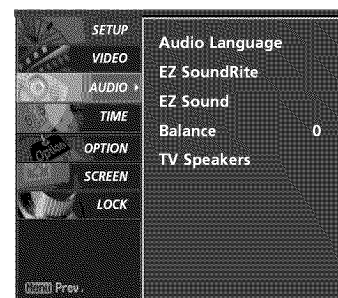 SETUP
VIDEO
AUDIO
TIME
OPTION
SCREEN
LOCK
Audio Language
EZ SoundRite
EZ Sound
Balance 0
TV Speakers
Option
Menu Prev.